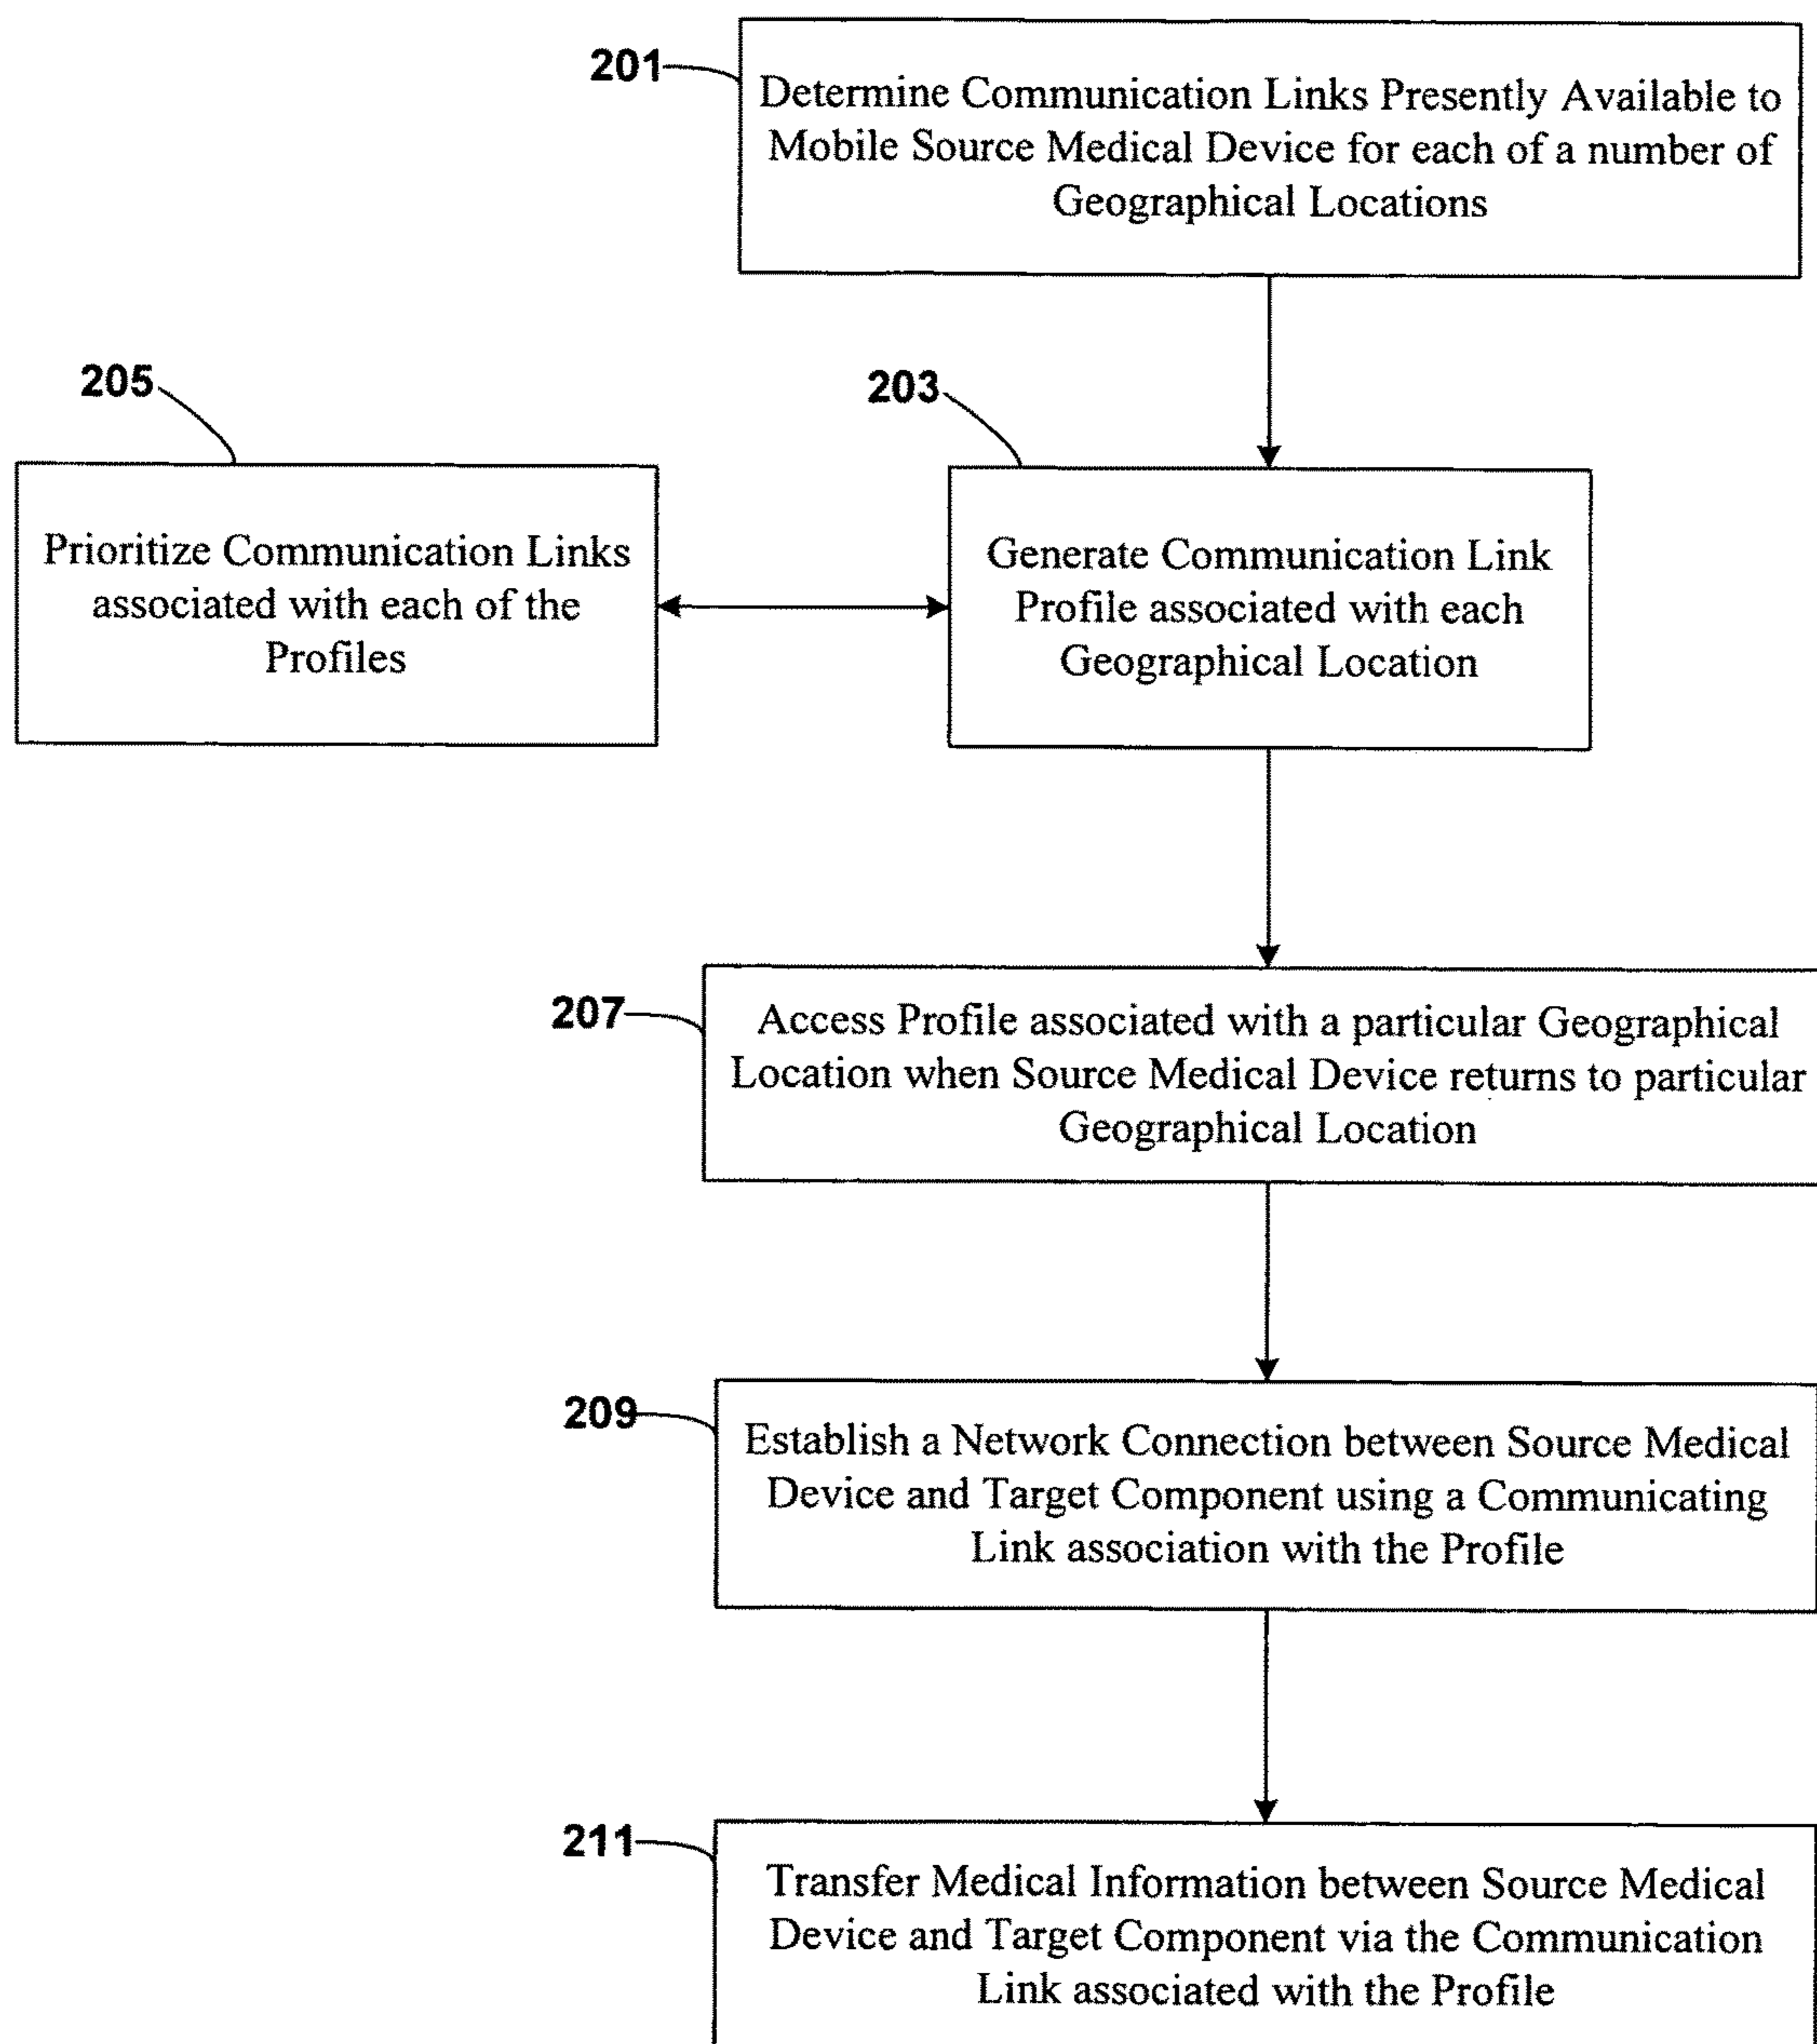 201
Determine Communication Links Presently Available to
Mobile Source Medical Device for each of a number of
Geographical Locations
205
203
Prioritize Communication Links
associated with each of the
Profiles
Generate Communication Link
Profile associated with each
Geographical Location
207
Access Profile associated with a particular Geographical
Location when Source Medical Device returns to particular
Geographical Location
209
Establish a Network Connection between Source Medical
Device and Target Component using a Communicating
Link association with the Profile
211
Transfer Medical Information between Source Medical
Device and Target Component via the Communication
Link associated with the Profile